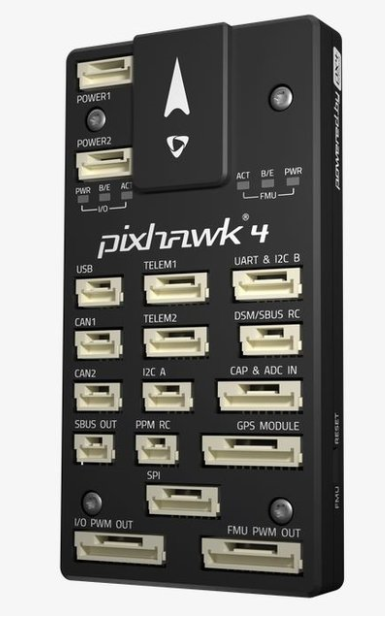 POWER1
POWER2
PWR B/E ACT
I/O
ACT B/E PWR
FMU
pixhawk® 4
USB
TELEM1
UART & I2C B
CAN1
TELEM2
DSM/SBUS RC
CAN2
I2C A
CAP & ADC IN
SBUS OUT
PPM RC
GPS MODULE
SPI
I/O PWM OUT
FMU PWM OUT
RESET
FMU